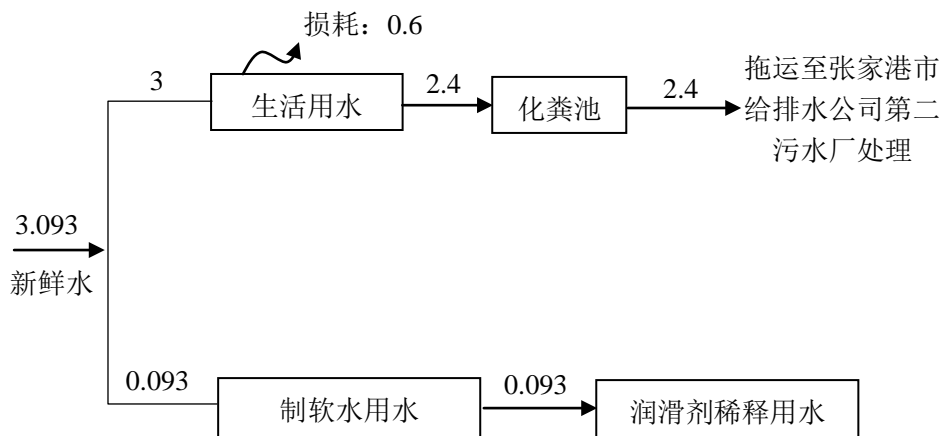 损耗：0.6
3
生活用水
2.4
化粪池
2.4
拖运至张家港市
给排水公司第二
污水厂处理
3.093
新鲜水
0.093
制软水用水
0.093
润滑剂稀释用水